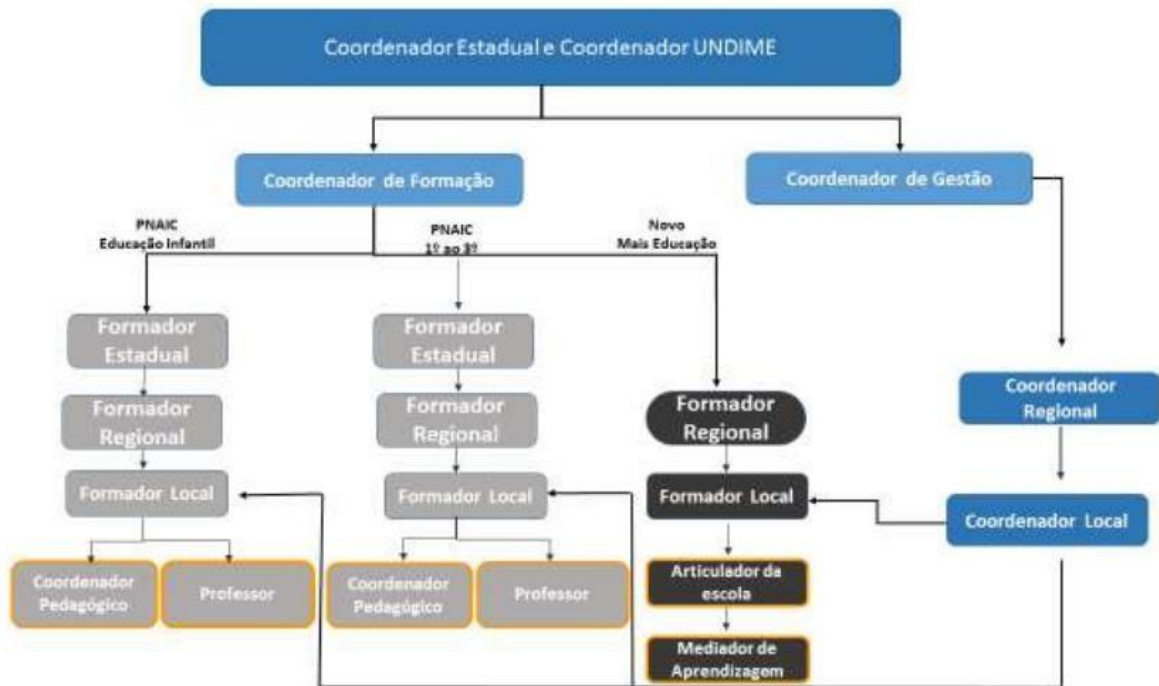 Coordenador Estadual e Coordenador UNDIME
Coordenador de Formação
Coordenador de Gestão
PNAIC
Educação Infantil
PNAIC
1º ao 3º
Novo
Mais Educação
Formador
Estadual
Formador
Regional
Formador Local
Coordenador
Pedagógico
Professor
Formador
Estadual
Formador
Regional
Formador Local
Coordenador
Pedagógico
Professor
Formador
Regional
Formador Local
Articulador da
escola
Mediador de
Aprendizagem
Coordenador
Regional
Coordenador Local